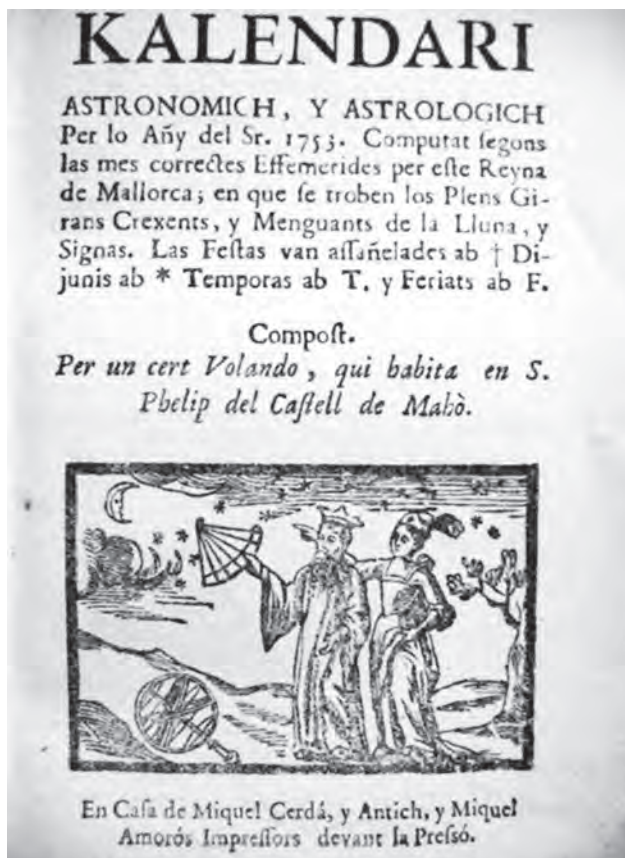 KALENDARI
ASTRONOMICH, Y ASTROLOGICH
Per lo Añy del Sr. 1753. Computat ſegons
las mes correctes Effemerides per eſte Reyna
de Mallorca; en que ſe troben los Plens Gi-
rans Crexents, y Menguants de la Lluna, y
Signas. Las Feſtas van aſſañelades ab † Di-
junis ab * Temporas ab T. y Feriats ab F.
Compoſt.
Per un cert Volando, qui habita en S.
Phelip del Caſtell de Mahò.
En Caſa de Miquel Cerdá, y Antich, y Miquel
Amorós Impreſſors devant la Preſsó.